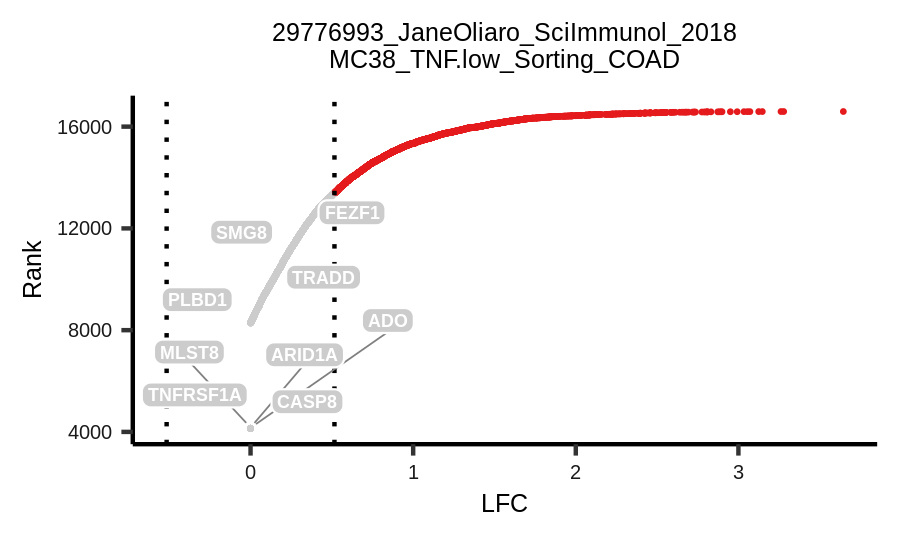 29776993_JaneOliaro_SciImmunol_2018
MC38_TNF.low_Sorting_COAD
Rank
16000
12000
8000
4000
FEZF1
SMG8
TRADD
PLBD1
ADO
MLST8
ARID1A
TNFRSF1A
CASP8
0
1
2
3
LFC